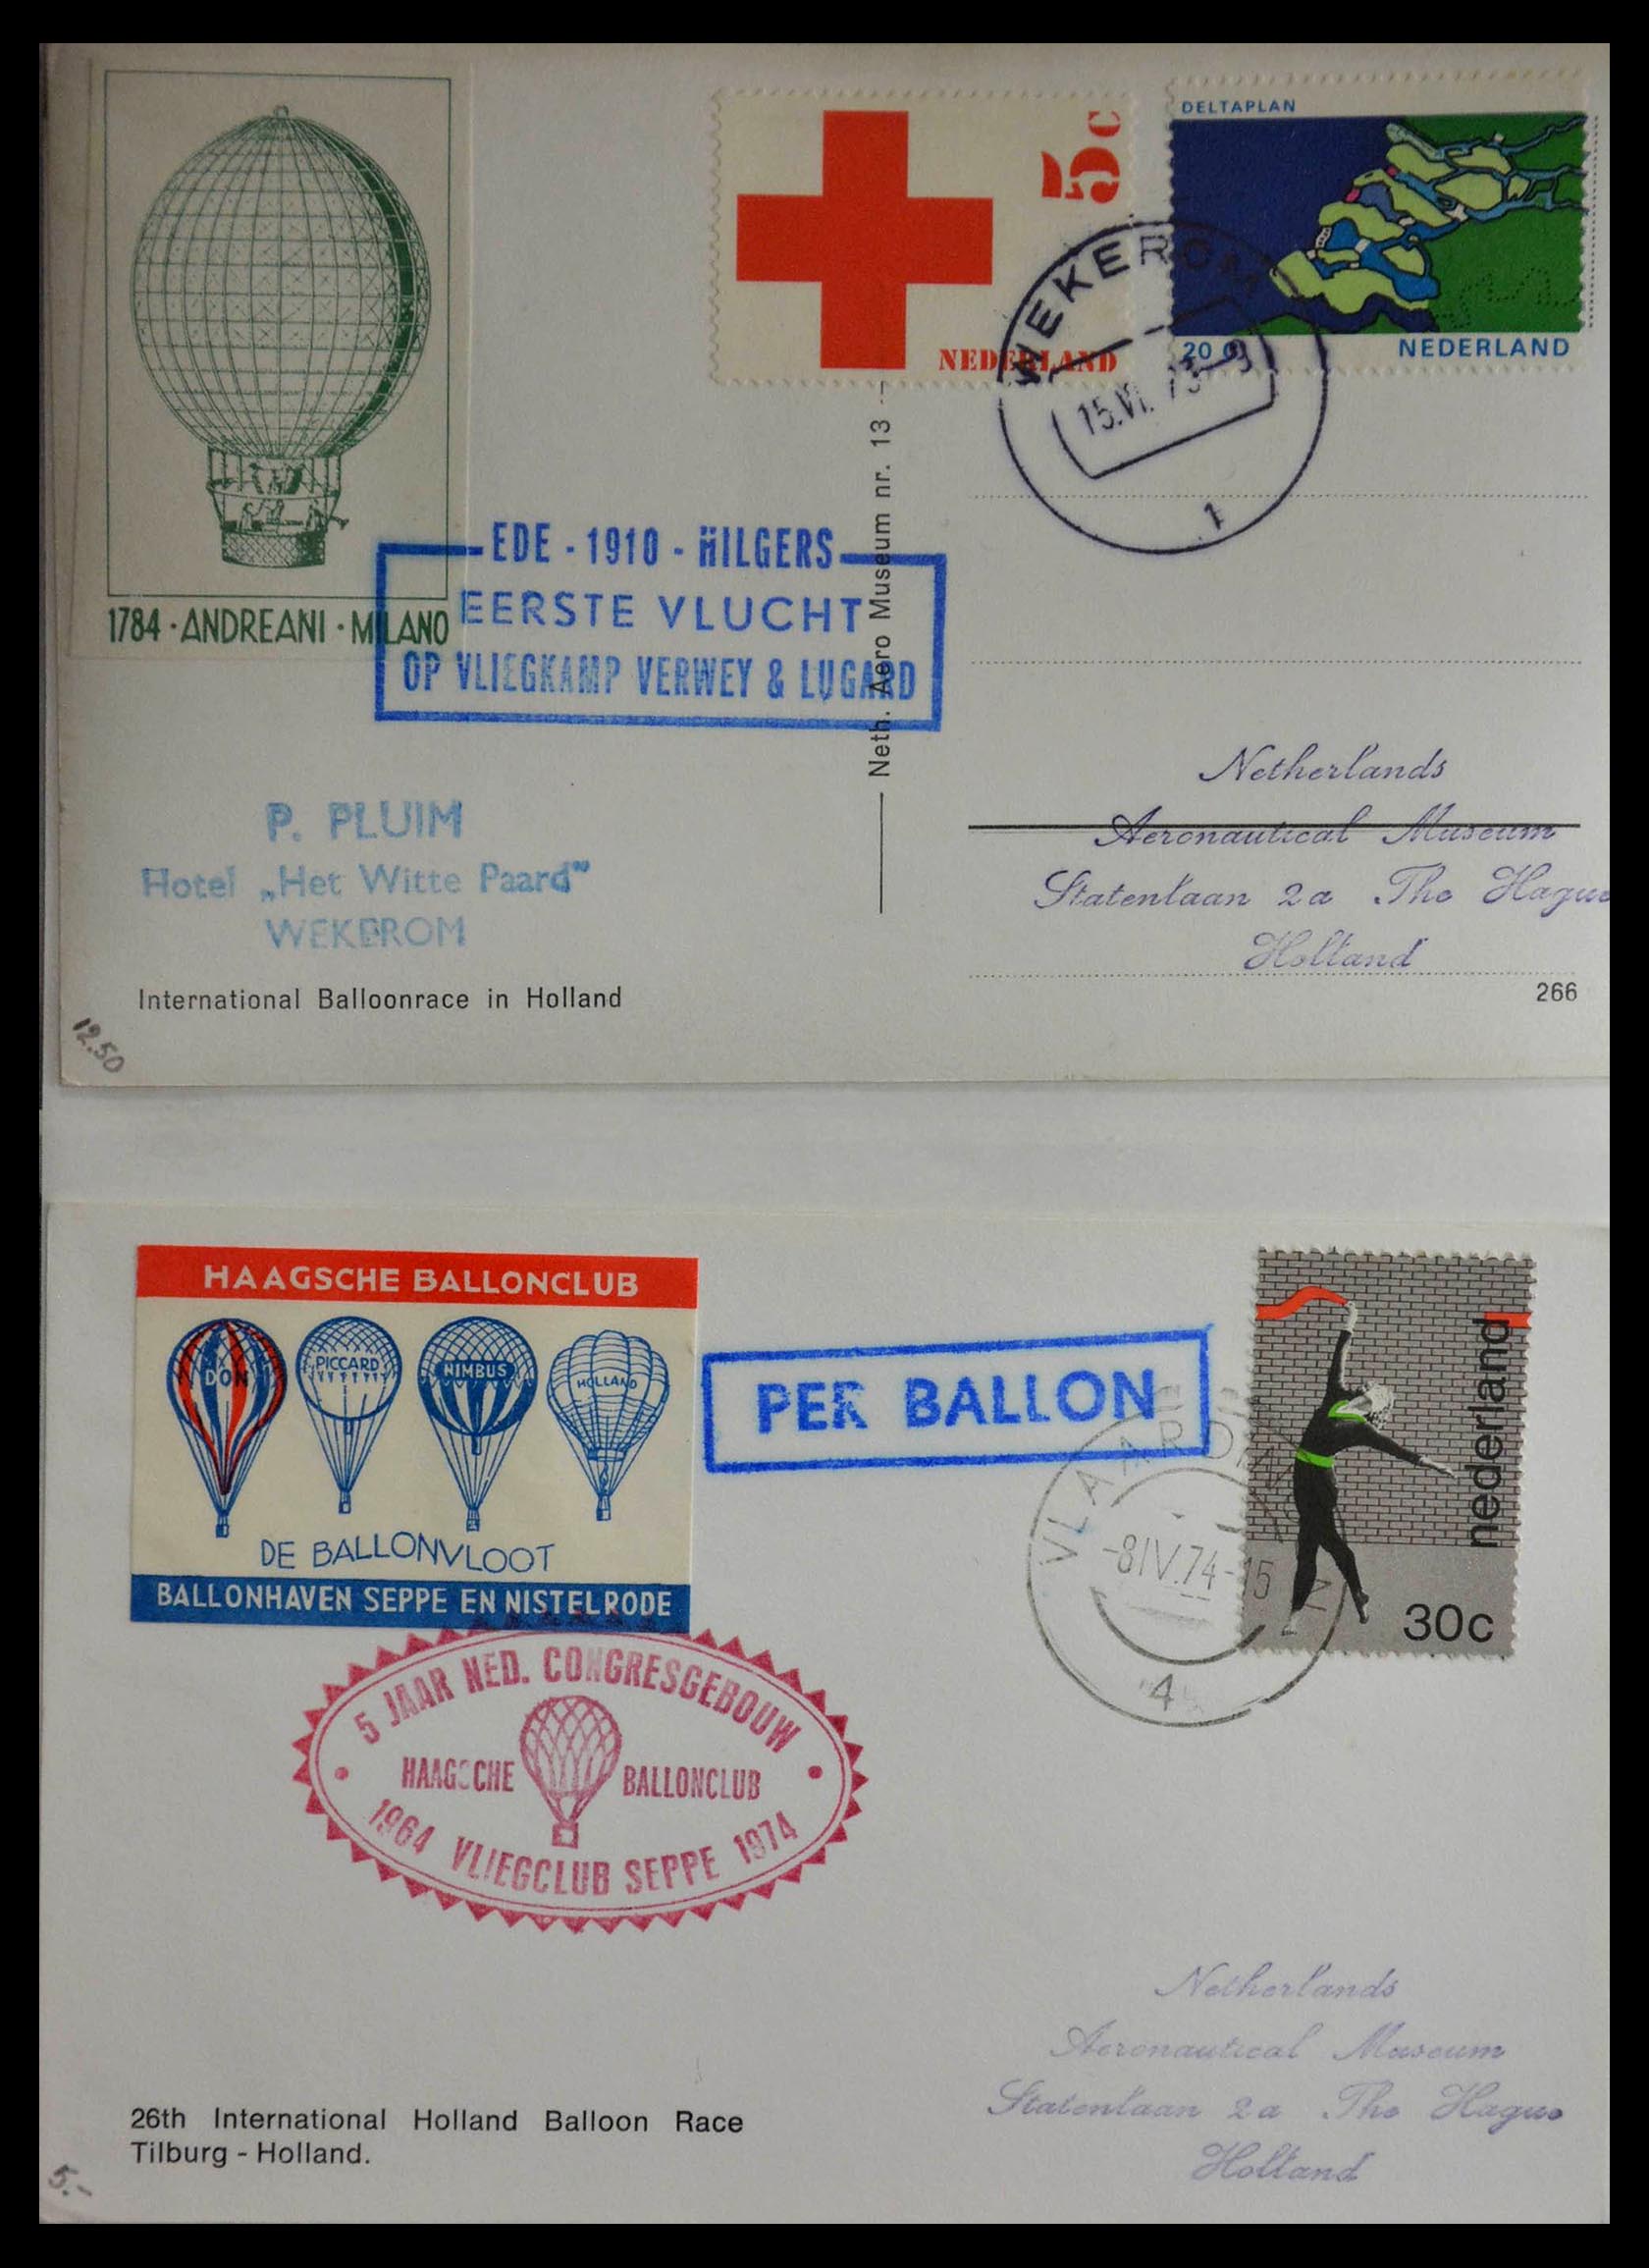 DELTAPLAN
5c
NEDERLAND
20 c
NEDERLAND
WEKEROM
15.VI. 73
1
1784 · ANDREANI · MILANO
EDE - 1910 - HILGERS
EERSTE VLUCHT
OP VLIEGKAMP VERWEY & LUGARD
Neth. Aero Museum nr. 13
P. PLUIM
Hotel „Het Witte Paard"
WEKEROM
Netherlands
Aeronautical Museum
Statenlaan 2a The Hague
Holland
International Balloonrace in Holland
266
12.50
HAAGSCHE BALLONCLUB
DON
PICCARD
NIMBUS
HOLLAND
DE BALLONVLOOT
BALLONHAVEN SEPPE EN NISTELRODE
PER BALLON
nederland
30c
VLAARDINGEN
-8IV.74-15
4
5 JAAR NED. CONGRESGEBOUW
HAAGSCHE BALLONCLUB
1964 VLIEGCLUB SEPPE 1974
Netherlands
Aeronautical Museum
Statenlaan 2a The Hague
Holland
26th International Holland Balloon Race
Tilburg - Holland.
5.-